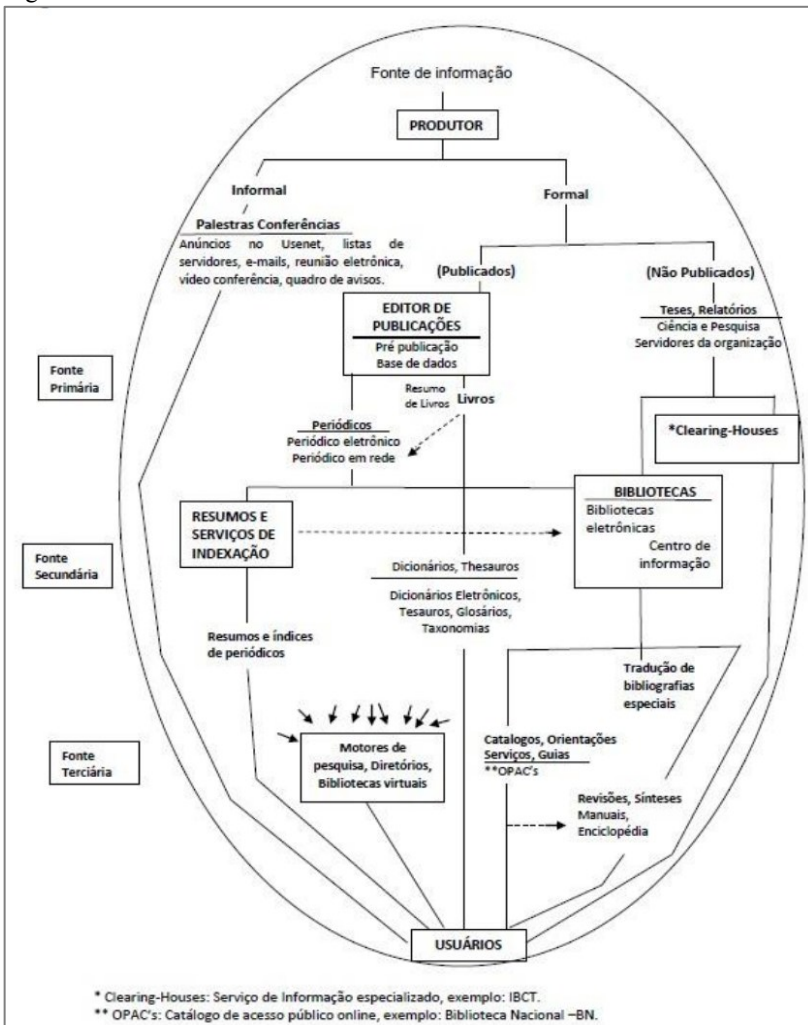 Fonte de informação
PRODUTOR
Informal
Formal
Palestras Conferências
Anúncios no Usenet, listas de
servidores, e-mails, reunião eletrônica,
vídeo conferência, quadro de avisos.
(Publicados)
(Não Publicados)
EDITOR DE
PUBLICAÇÕES
Pré publicação
Base de dados
Teses, Relatórios
Ciência e Pesquisa
Servidores da organização
Fonte
Primária
Resumo
de Livros
Livros
Periódicos
Periódico eletrônico
Periódico em rede
*Clearing-Houses
RESUMOS E
SERVIÇOS DE
INDEXAÇÃO
BIBLIOTECAS
Bibliotecas
eletrônicas
Centro de
informação
Fonte
Secundária
Dicionários, Thesauros
Dicionários Eletrônicos,
Tesauros, Glosários,
Taxonomias
Resumos e índices
de periódicos
Tradução de
bibliografias
especiais
Fonte
Terciária
Motores de
pesquisa, Diretórios,
Bibliotecas virtuais
Catalogos, Orientações
Serviços, Guias
**OPAC's
Revisões, Sínteses
Manuais,
Enciclopédia
USUÁRIOS
* Clearing-Houses: Serviço de Informação especializado, exemplo: IBCT.
** OPAC's: Catálogo de acesso público online, exemplo: Biblioteca Nacional –BN.